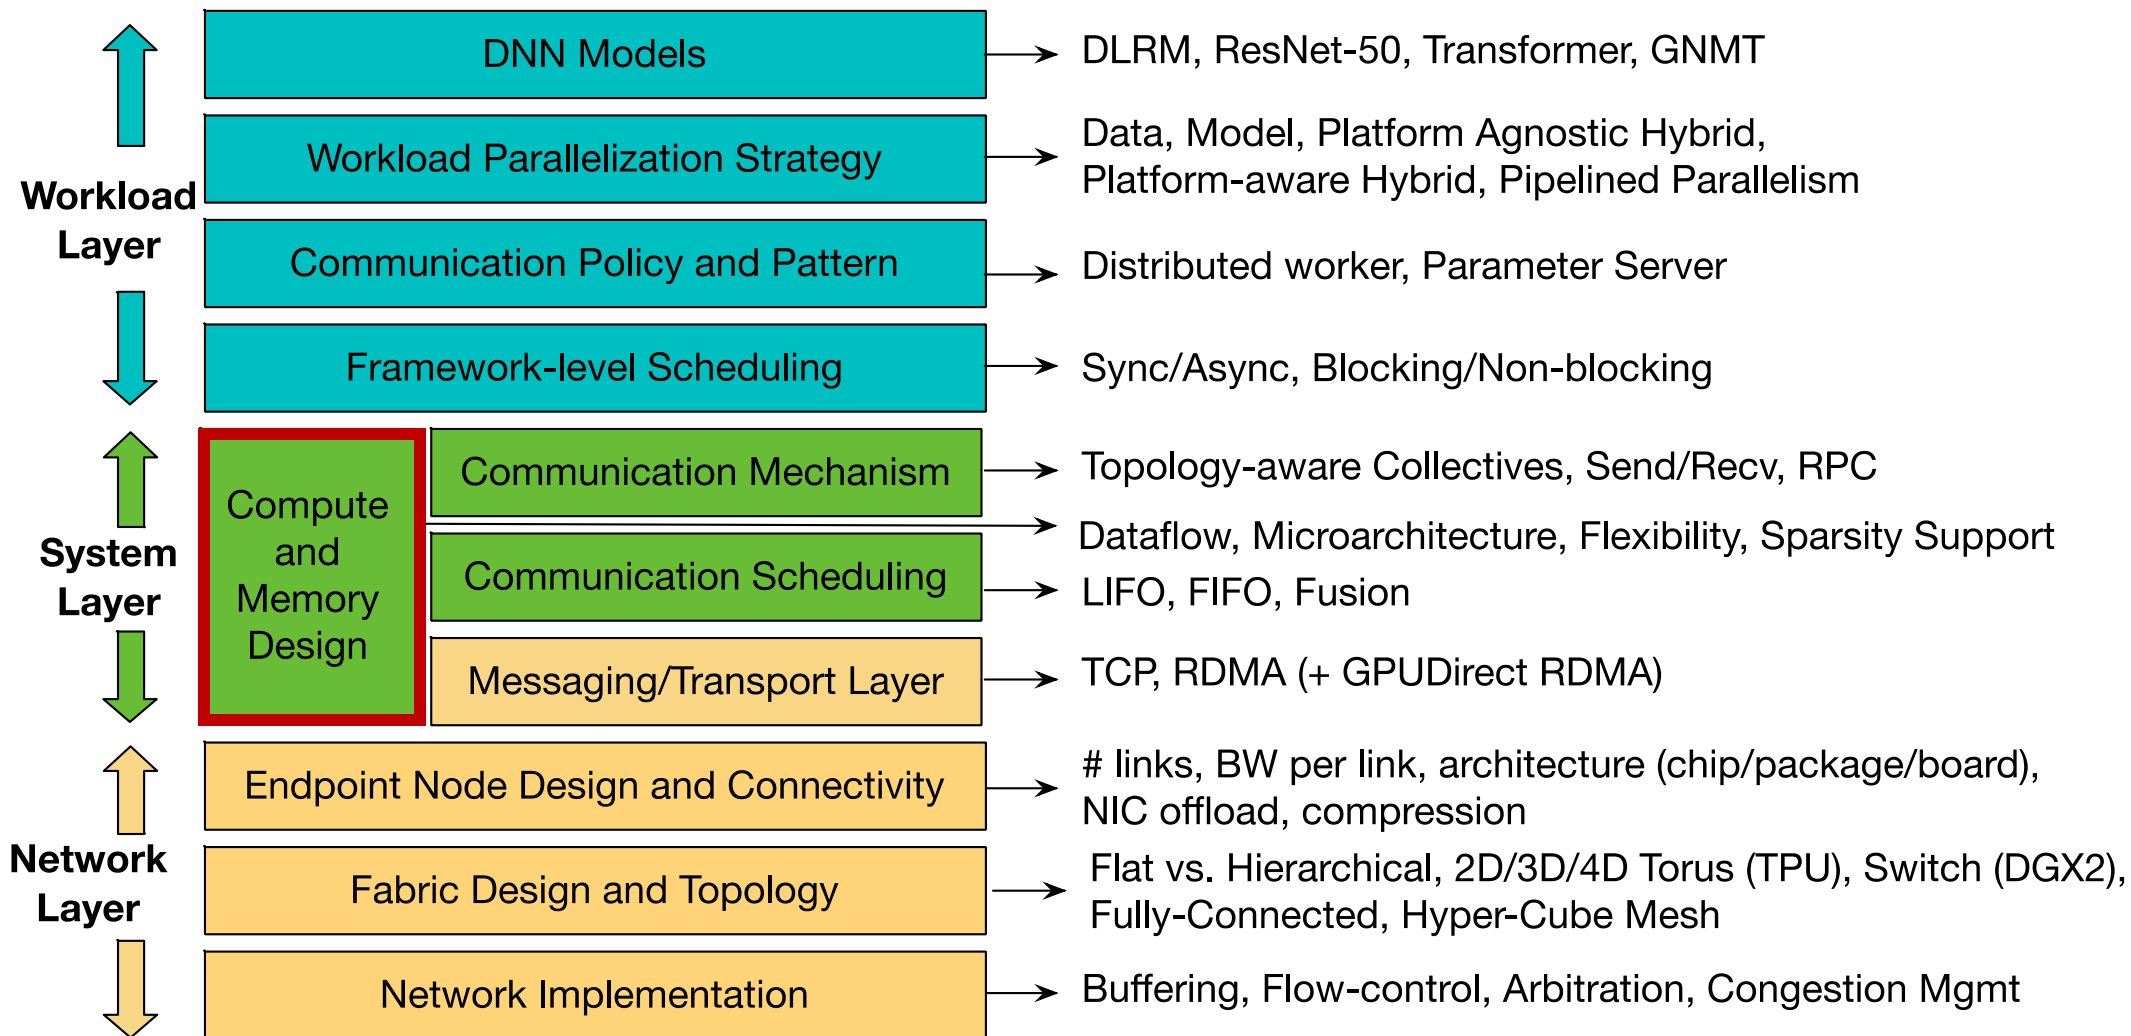 DNN Models
DLRM, ResNet-50, Transformer, GNMT
Workload Parallelization Strategy
Data, Model, Platform Agnostic Hybrid,
Platform-aware Hybrid, Pipelined Parallelism
Workload
Layer
Communication Policy and Pattern
Distributed worker, Parameter Server
Framework-level Scheduling
Sync/Async, Blocking/Non-blocking
System
Layer
Compute
and
Memory
Design
Communication Mechanism
Topology-aware Collectives, Send/Recv, RPC
Dataflow, Microarchitecture, Flexibility, Sparsity Support
Communication Scheduling
LIFO, FIFO, Fusion
Messaging/Transport Layer
TCP, RDMA (+ GPUDirect RDMA)
Endpoint Node Design and Connectivity
# links, BW per link, architecture (chip/package/board),
NIC offload, compression
Network
Layer
Fabric Design and Topology
Flat vs. Hierarchical, 2D/3D/4D Torus (TPU), Switch (DGX2),
Fully-Connected, Hyper-Cube Mesh
Network Implementation
Buffering, Flow-control, Arbitration, Congestion Mgmt